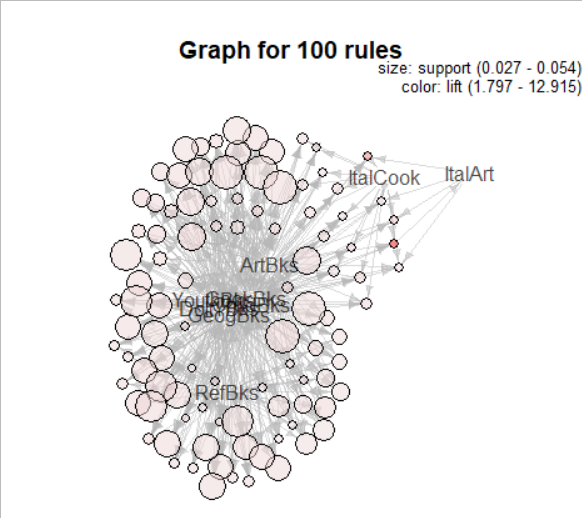 Graph for 100 rules
size: support (0.027 - 0.054)
color: lift (1.797 - 12.915)
ItalCook
ItalArt
ArtBks
GeogBks
RefBks